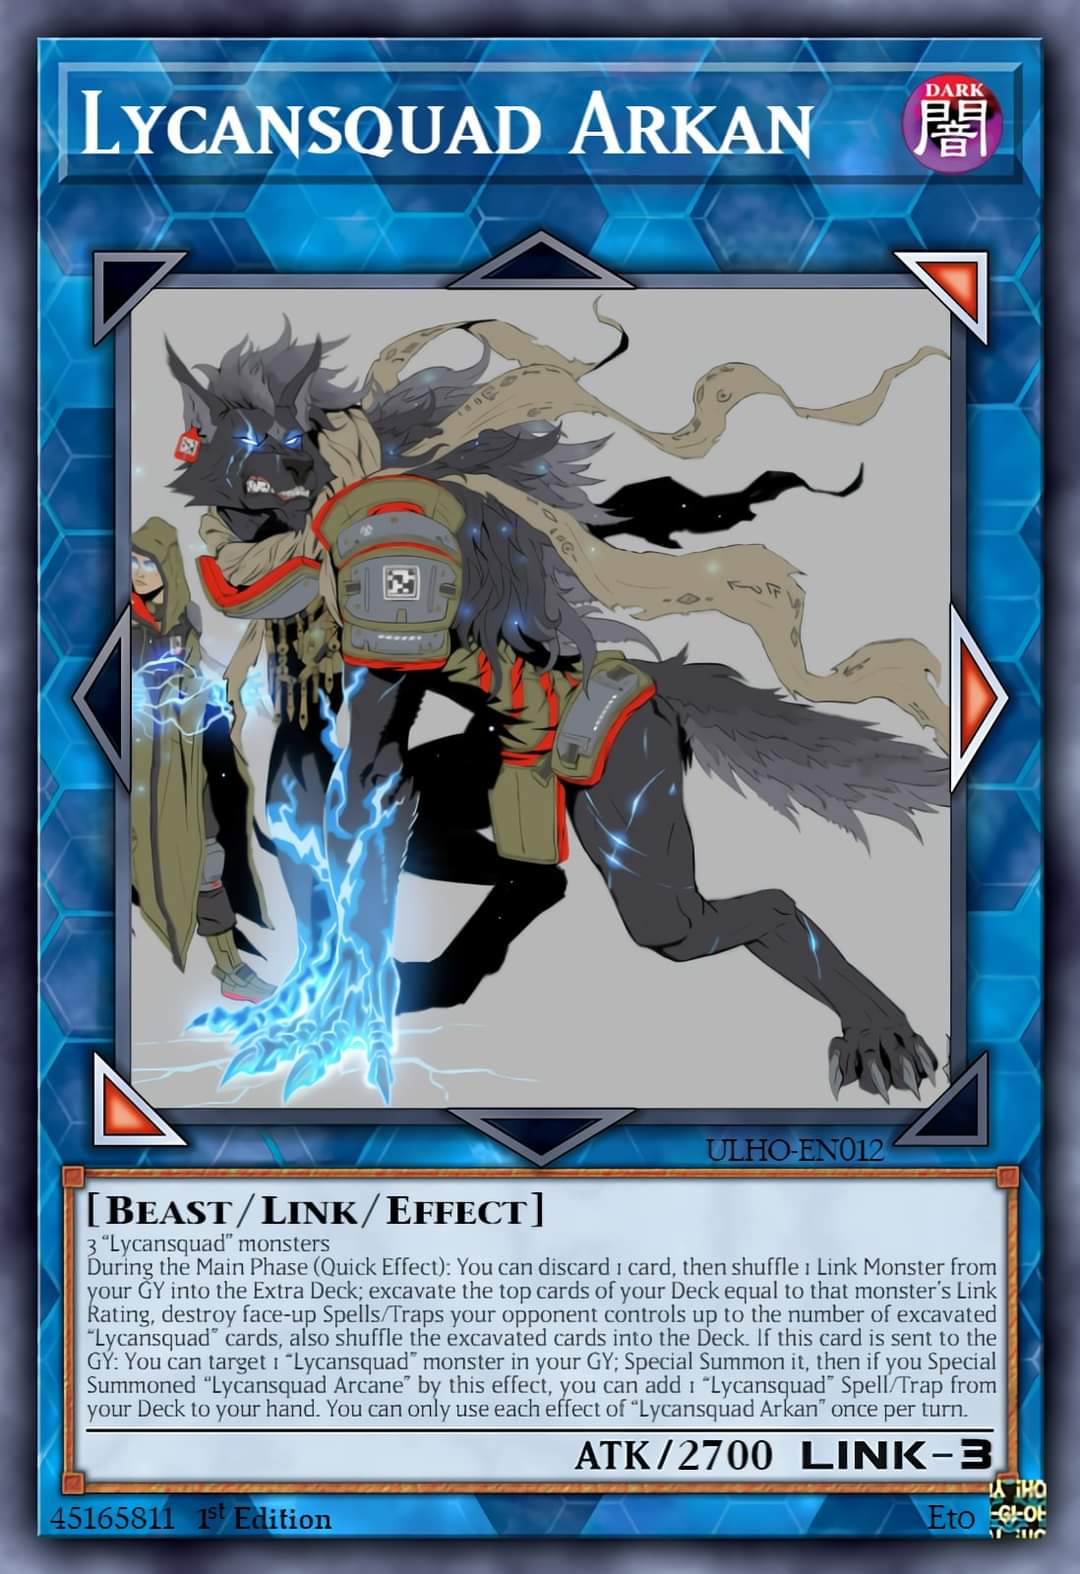 LYCANSQUAD ARKAN
DARK
闇
ULHO-EN012
[BEAST/LINK/EFFECT]
3 “Lycansquad” monsters
During the Main Phase (Quick Effect): You can discard 1 card, then shuffle 1 Link Monster from
your GY into the Extra Deck; excavate the top cards of your Deck equal to that monster’s Link
Rating, destroy face-up Spells/Traps your opponent controls up to the number of excavated
“Lycansquad” cards, also shuffle the excavated cards into the Deck. If this card is sent to the
GY: You can target 1 “Lycansquad” monster in your GY; Special Summon it, then if you Special
Summoned “Lycansquad Arcane” by this effect, you can add 1 “Lycansquad” Spell/Trap from
your Deck to your hand. You can only use each effect of “Lycansquad Arkan” once per turn.
ATK/2700 LINK-3
45165811 1st Edition Eto